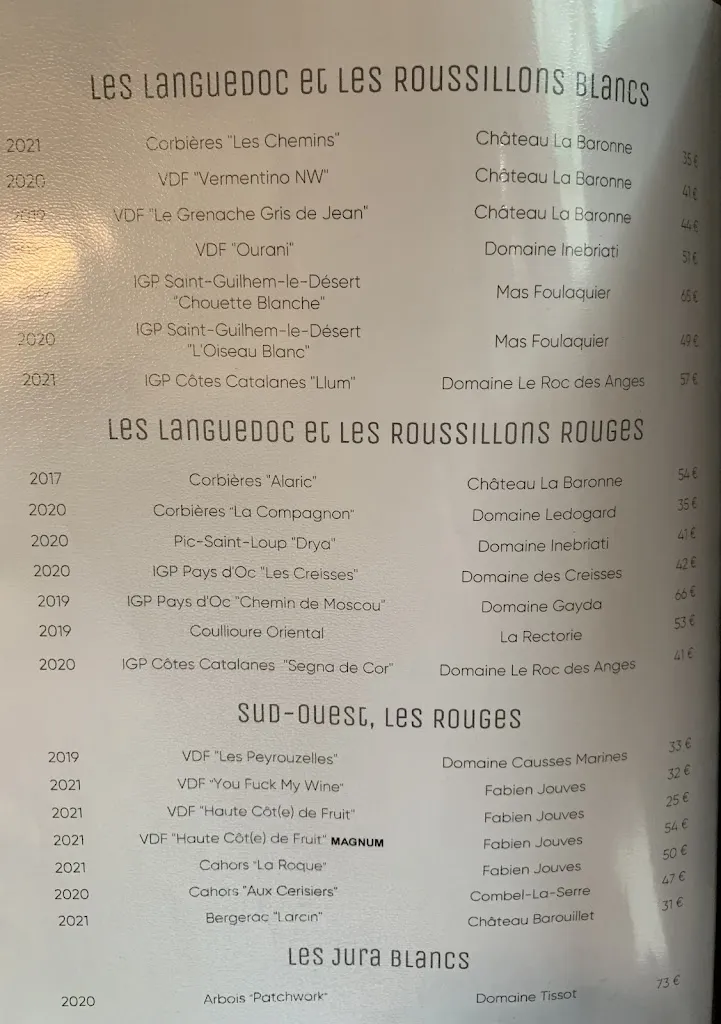 Les Languedoc et les Roussillons Blancs
2021 Corbières "Les Chemins" Château La Baronne 35 €
2020 VDF "Vermentino NW" Château La Baronne 41 €
2019 VDF "Le Grenache Gris de Jean" Château La Baronne 44 €
VDF "Ourani" Domaine Inebriati 51 €
IGP Saint-Guilhem-le-Désert
"Chouette Blanche" Mas Foulaquier 65 €
2020 IGP Saint-Guilhem-le-Désert
"L'Oiseau Blanc" Mas Foulaquier 49 €
2021 IGP Côtes Catalanes "Llum" Domaine Le Roc des Anges 57 €
Les Languedoc et les Roussillons Rouges
2017 Corbières "Alaric" Château La Baronne 54 €
2020 Corbières "La Compagnon" Domaine Ledogard 35 €
2020 Pic-Saint-Loup "Drya" Domaine Inebriati 41 €
2020 IGP Pays d'Oc "Les Creisses" Domaine des Creisses 42 €
2019 IGP Pays d'Oc "Chemin de Moscou" Domaine Gayda 66 €
2019 Coullioure Oriental La Rectorie 53 €
2020 IGP Côtes Catalanes "Segna de Cor" Domaine Le Roc des Anges 41 €
Sud-Ouest, les Rouges
2019 VDF "Les Peyrouzelles" Domaine Causses Marines 33 €
2021 VDF "You Fuck My Wine" Fabien Jouves 32 €
2021 VDF "Haute Côt(e) de Fruit" Fabien Jouves 25 €
2021 VDF "Haute Côt(e) de Fruit" MAGNUM Fabien Jouves 54 €
2021 Cahors "La Roque" Fabien Jouves 50 €
2020 Cahors "Aux Cerisiers" Combel-La-Serre 47 €
2021 Bergerac "Larcin" Château Barouillet 31 €
Les Jura Blancs
2020 Arbois "Patchwork" Domaine Tissot 73 €